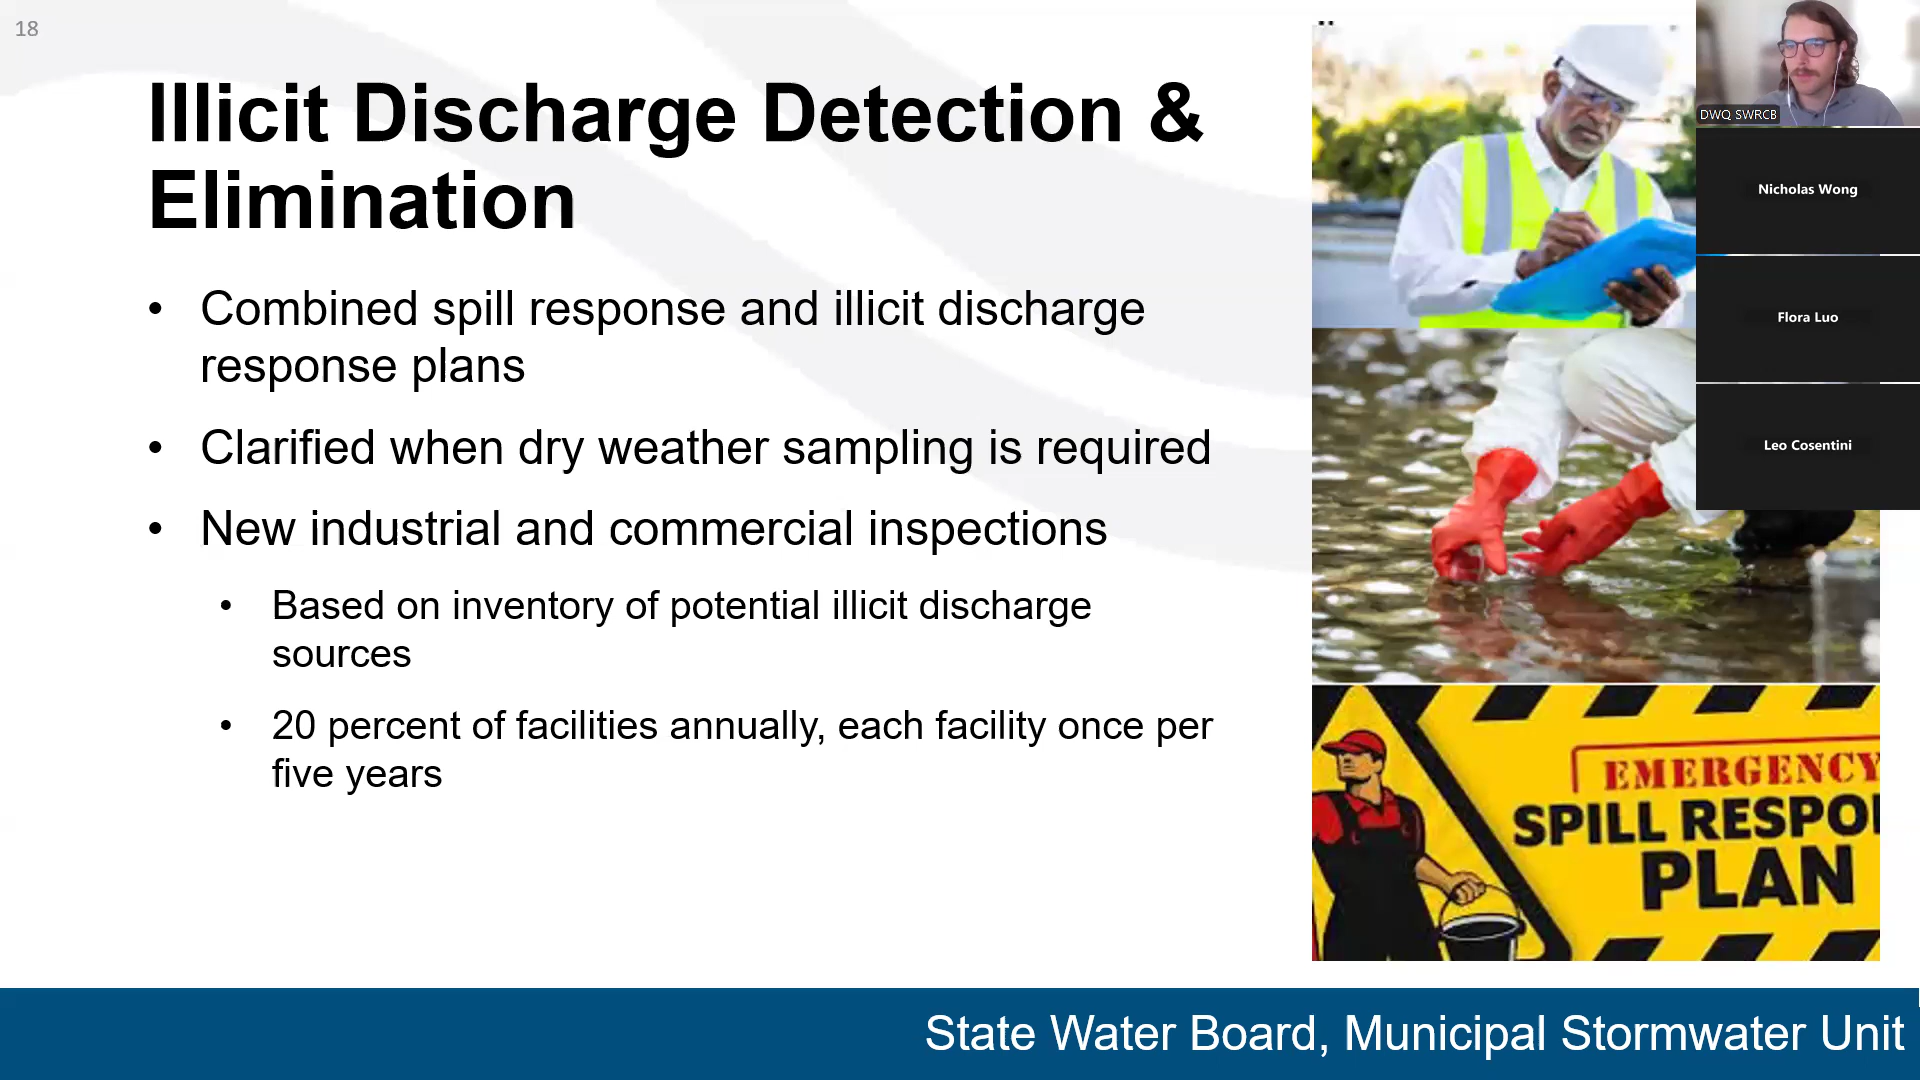 18
Illicit Discharge Detection &
Elimination
• Combined spill response and illicit discharge
response plans
• Clarified when dry weather sampling is required
• New industrial and commercial inspections
• Based on inventory of potential illicit discharge
sources
• 20 percent of facilities annually, each facility once per
five years
EMERGENCY
SPILL RESPO
PLAN
DWQ SWRCB
Nicholas Wong
Flora Luo
Leo Cosentini
State Water Board, Municipal Stormwater Unit